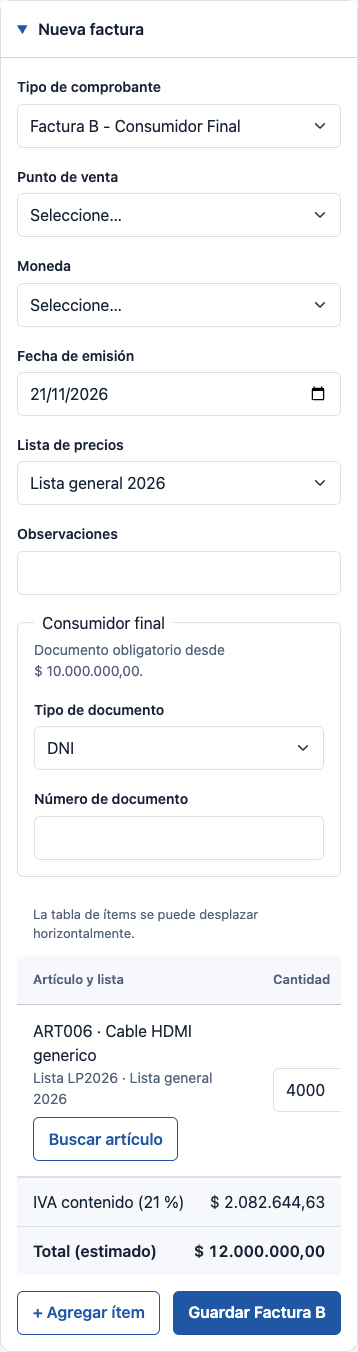 Nueva factura
Tipo de comprobante
Factura B - Consumidor Final
Punto de venta
Seleccione...
Moneda
Seleccione...
Fecha de emisión
21/11/2026
Lista de precios
Lista general 2026
Observaciones
Consumidor final
Documento obligatorio desde
$ 10.000.000,00.
Tipo de documento
DNI
Número de documento
La tabla de ítems se puede desplazar
horizontalmente.
Artículo y lista Cantidad
ART006 · Cable HDMI
generico
Lista LP2026 · Lista general
2026
4000
Buscar artículo
IVA contenido (21 %) $ 2.082.644,63
Total (estimado) $ 12.000.000,00
+ Agregar ítem Guardar Factura B